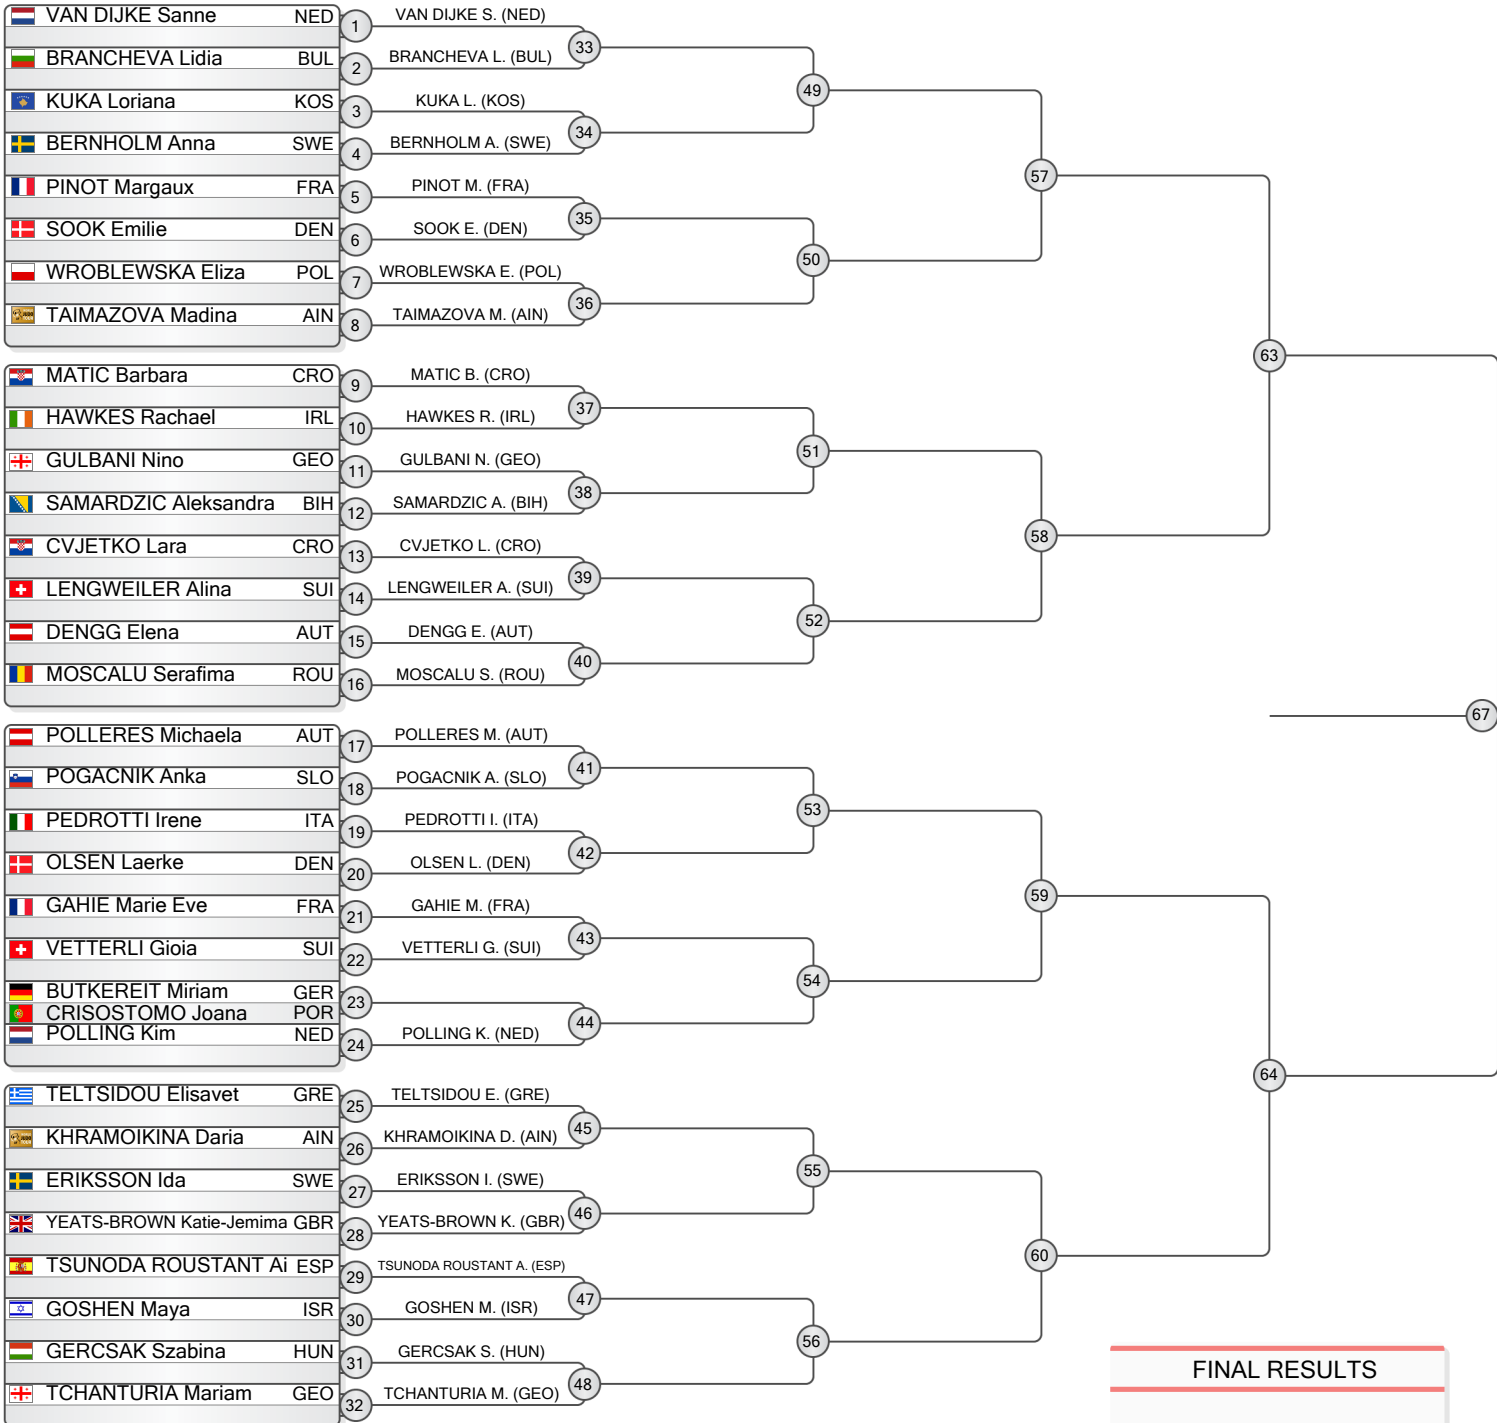 VAN DIJKE Sanne NED 1 VAN DIJKE S. (NED)
33
BRANCHEVA Lidia BUL 2 BRANCHEVA L. (BUL)
49
KUKA Loriana KOS 3 KUKA L. (KOS)
34
BERNHOLM Anna SWE 4 BERNHOLM A. (SWE)
57
PINOT Margaux FRA 5 PINOT M. (FRA)
35
SOOK Emilie DEN 6 SOOK E. (DEN)
50
WROBLEWSKA Eliza POL 7 WROBLEWSKA E. (POL)
36
TAIMAZOVA Madina AIN 8 TAIMAZOVA M. (AIN)
63
MATIC Barbara CRO 9 MATIC B. (CRO)
37
HAWKES Rachael IRL 10 HAWKES R. (IRL)
51
GULBANI Nino GEO 11 GULBANI N. (GEO)
38
SAMARDZIC Aleksandra BIH 12 SAMARDZIC A. (BIH)
58
CVJETKO Lara CRO 13 CVJETKO L. (CRO)
39
LENGWEILER Alina SUI 14 LENGWEILER A. (SUI)
52
DENGG Elena AUT 15 DENGG E. (AUT)
40
MOSCALU Serafima ROU 16 MOSCALU S. (ROU)
67
POLLERES Michaela AUT 17 POLLERES M. (AUT)
41
POGACNIK Anka SLO 18 POGACNIK A. (SLO)
53
PEDROTTI Irene ITA 19 PEDROTTI I. (ITA)
42
OLSEN Laerke DEN 20 OLSEN L. (DEN)
59
GAHIE Marie Eve FRA 21 GAHIE M. (FRA)
43
VETTERLI Gioia SUI 22 VETTERLI G. (SUI)
54
BUTKEREIT Miriam GER 23
CRISOSTOMO Joana POR
44
POLLING Kim NED 24 POLLING K. (NED)
64
TELTSIDOU Elisavet GRE 25 TELTSIDOU E. (GRE)
45
KHRAMOIKINA Daria AIN 26 KHRAMOIKINA D. (AIN)
55
ERIKSSON Ida SWE 27 ERIKSSON I. (SWE)
46
YEATS-BROWN Katie-Jemima GBR 28 YEATS-BROWN K. (GBR)
60
TSUNODA ROUSTANT Ai ESP 29 TSUNODA ROUSTANT A. (ESP)
47
GOSHEN Maya ISR 30 GOSHEN M. (ISR)
56
GERCSAK Szabina HUN 31 GERCSAK S. (HUN)
48
TCHANTURIA Mariam GEO 32 TCHANTURIA M. (GEO)
FINAL RESULTS